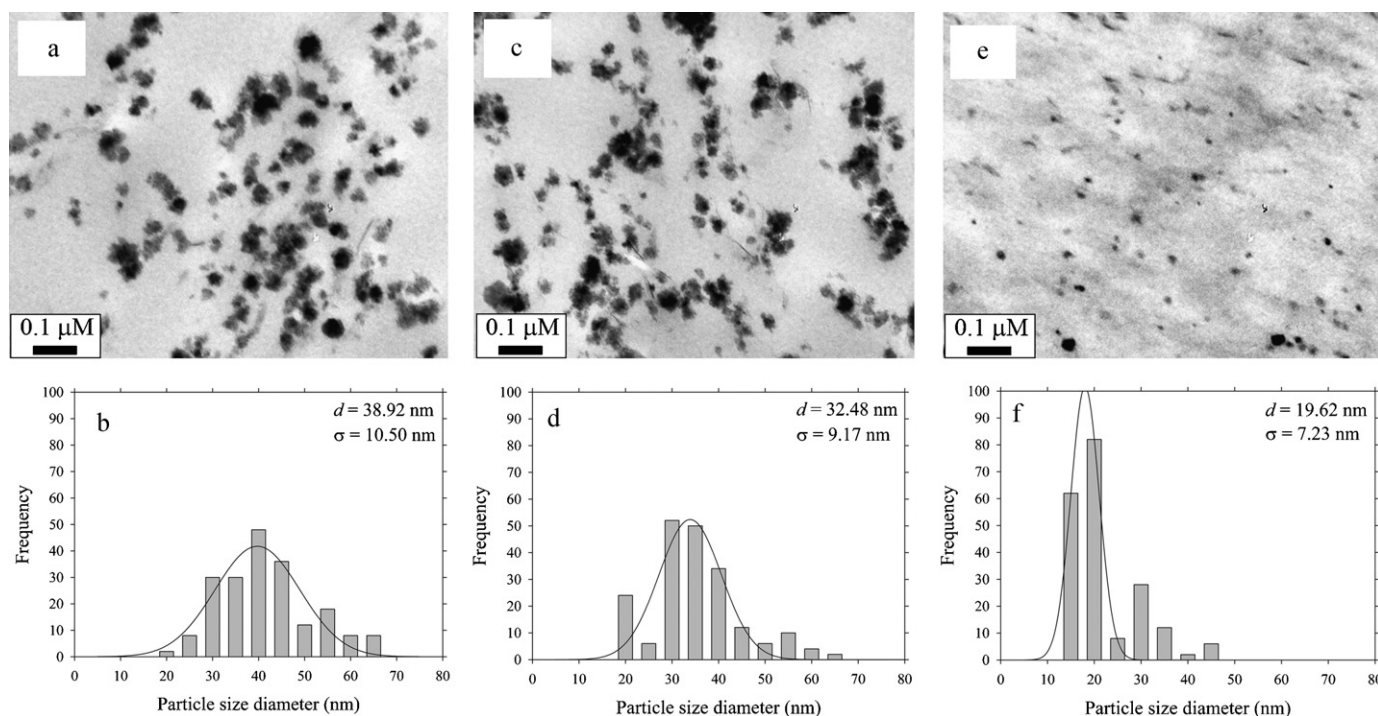 a
c
e
0.1 µM
0.1 µM
0.1 µM
b
d = 38.92 nm
σ = 10.50 nm
Frequency
100
90
80
70
60
50
40
30
20
10
0
0 10 20 30 40 50 60 70 80
Particle size diameter (nm)
d
d = 32.48 nm
σ = 9.17 nm
Frequency
100
90
80
70
60
50
40
30
20
10
0
0 10 20 30 40 50 60 70 80
Particle size diameter (nm)
f
d = 19.62 nm
σ = 7.23 nm
Frequency
100
90
80
70
60
50
40
30
20
10
0
0 10 20 30 40 50 60 70 80
Particle size diameter (nm)